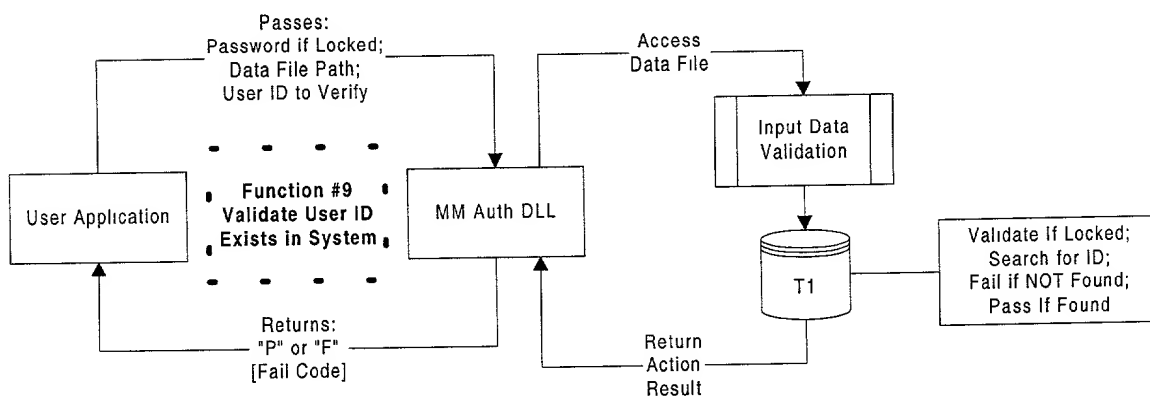 Passes:
Password if Locked;
Data File Path;
User ID to Verify
Access
Data File
Input Data
Validation
User Application
Function #9
Validate User ID
Exists in System
MM Auth DLL
T1
Validate If Locked;
Search for ID;
Fail if NOT Found;
Pass If Found
Returns:
"P" or "F"
[Fail Code]
Return
Action
Result